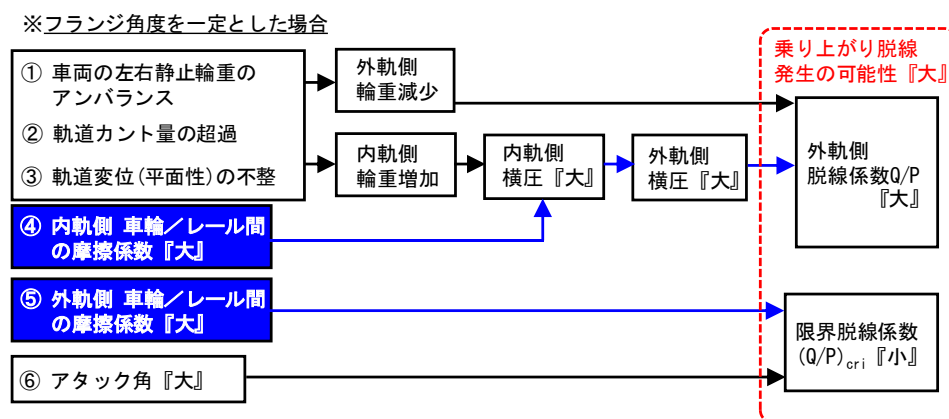 ※フランジ角度を一定とした場合
乗り上がり脱線
発生の可能性『大』
① 車両の左右静止輪重の
アンバランス
② 軌道カント量の超過
③ 軌道変位(平面性)の不整
外軌側
輪重減少
内軌側
輪重増加
内軌側
横圧『大』
外軌側
横圧『大』
外軌側
脱線係数Q/P
『大』
④ 内軌側 車輪／レール間
の摩擦係数『大』
⑤ 外軌側 車輪／レール間
の摩擦係数『大』
限界脱線係数
(Q/P)cri『小』
⑥ アタック角『大』